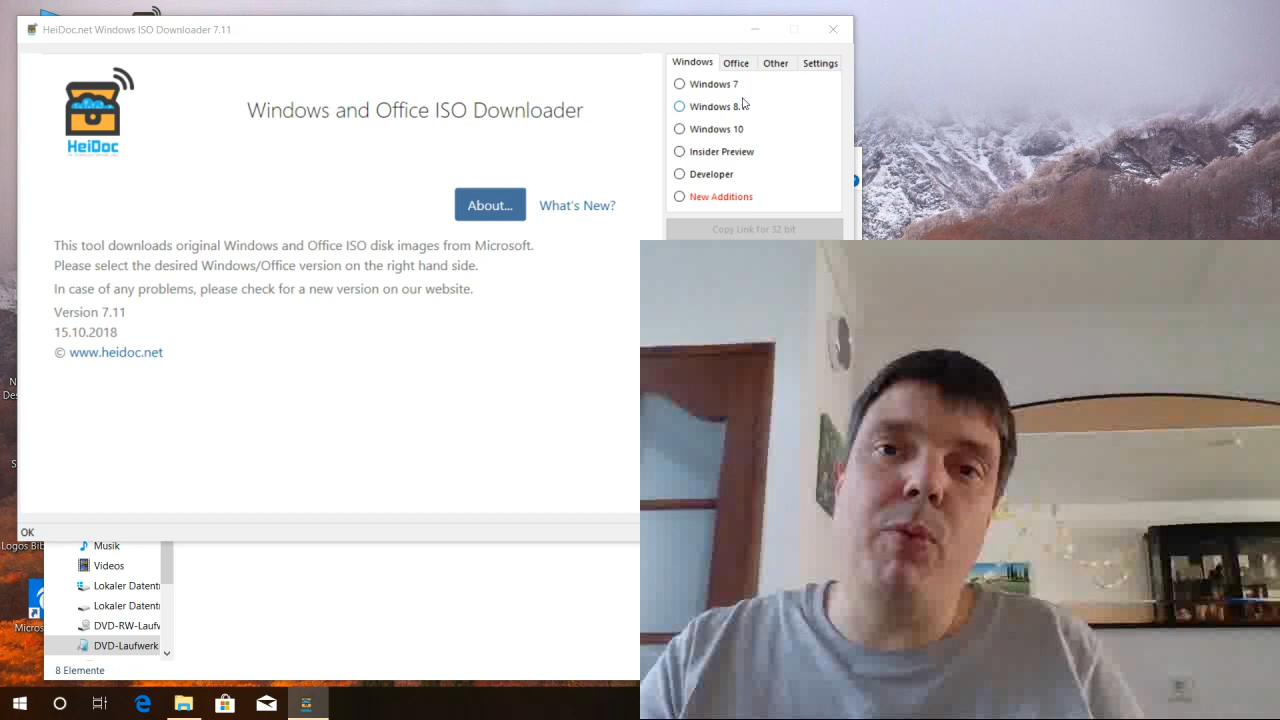 HeiDoc.net Windows ISO Downloader 7.11
Windows
Office
Other
Settings
Windows 7
Windows 8.
Windows 10
Insider Preview
Developer
New Additions
Copy Link for 32 bit
HeiDoc
Windows and Office ISO Downloader
About...
What's New?
This tool downloads original Windows and Office ISO disk images from Microsoft.
Please select the desired Windows/Office version on the right hand side.
In case of any problems, please check for a new version on our website.
Version 7.11
15.10.2018
© www.heidoc.net
N
Des
S
OK
Logos Bib
Musik
Videos
Lokaler Datent
Lokaler Datent
DVD-RW-Laufv
Micros
DVD-Laufwerk
8 Elemente